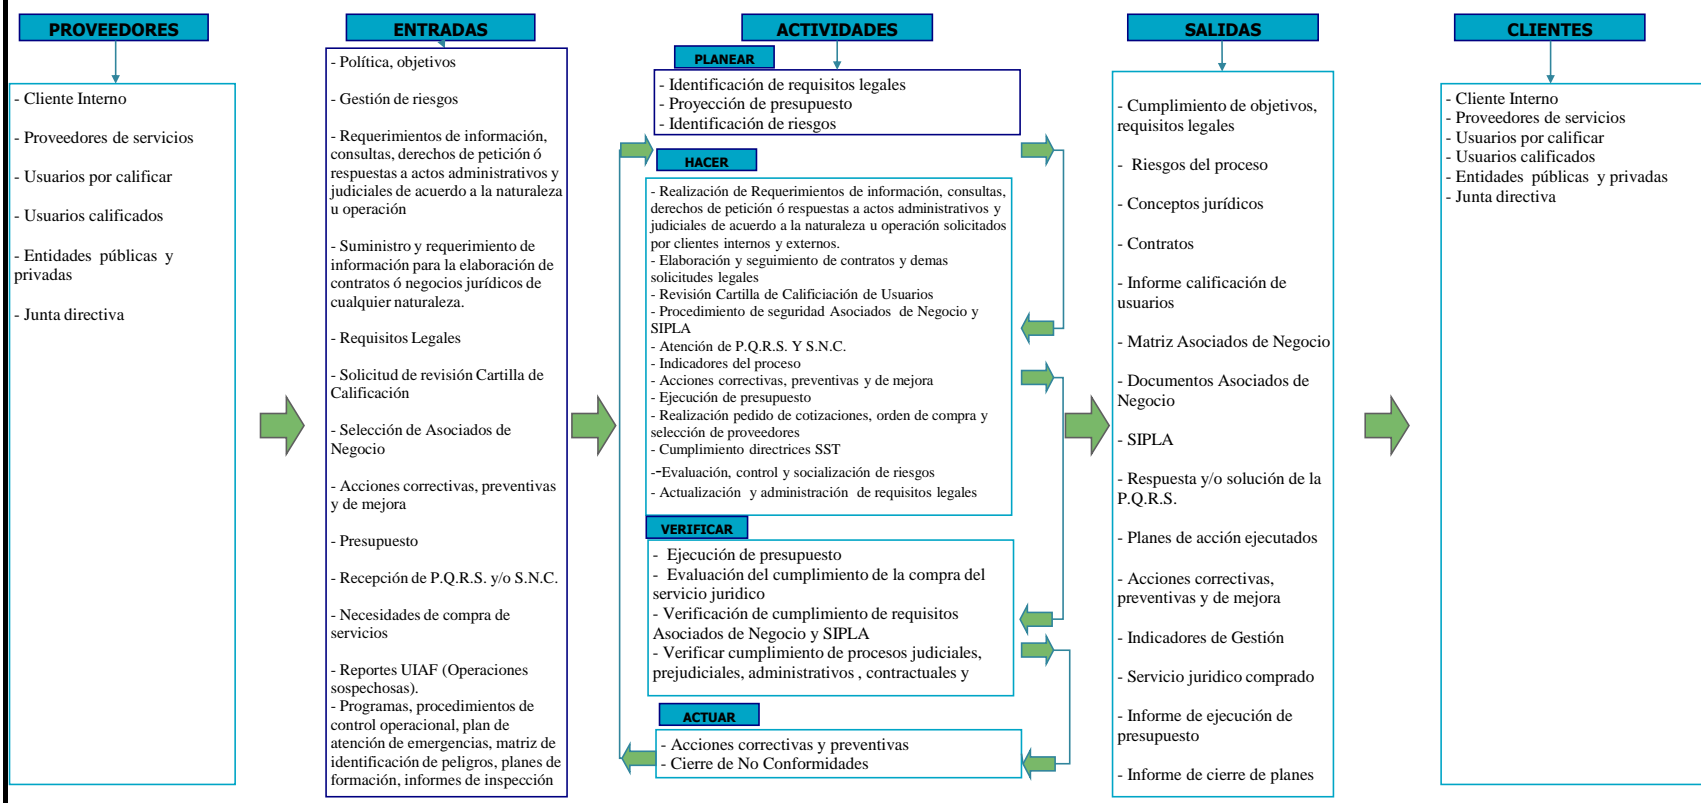 PROVEEDORES
- Cliente Interno
- Proveedores de servicios
- Usuarios por calificar
- Usuarios calificados
- Entidades públicas y
privadas
- Junta directiva
ENTRADAS
- Política, objetivos
- Gestión de riesgos
- Requerimientos de información,
consultas, derechos de petición ó
respuestas a actos administrativos y
judiciales de acuerdo a la naturaleza
u operación
- Suministro y requerimiento de
información para la elaboración de
contratos ó negocios jurídicos de
cualquier naturaleza.
- Requisitos Legales
- Solicitud de revisión Cartilla de
Calificación
- Selección de Asociados de
Negocio
- Acciones correctivas, preventivas
y de mejora
- Presupuesto
- Recepción de P.Q.R.S. y/o S.N.C.
- Necesidades de compra de
servicios
- Reportes UIAF (Operaciones
sospechosas).
- Programas, procedimientos de
control operacional, plan de
atención de emergencias, matriz de
identificación de peligros, planes de
formación, informes de inspección
ACTIVIDADES
PLANEAR
- Identificación de requisitos legales
- Proyección de presupuesto
- Identificación de riesgos
HACER
- Realización de Requerimientos de información, consultas,
derechos de petición ó respuestas a actos administrativos y
judiciales de acuerdo a la naturaleza u operación solicitados
por clientes internos y externos.
- Elaboración y seguimiento de contratos y demas
solicitudes legales
- Revisión Cartilla de Calificiación de Usuarios
- Procedimiento de seguridad Asociados de Negocio y
SIPLA
- Atención de P.Q.R.S. Y S.N.C.
- Indicadores del proceso
- Acciones correctivas, preventivas y de mejora
- Ejecución de presupuesto
- Realización pedido de cotizaciones, orden de compra y
selección de proveedores
- Cumplimiento directrices SST
--Evaluación, control y socialización de riesgos
- Actualización y administración de requisitos legales
VERIFICAR
- Ejecución de presupuesto
- Evaluación del cumplimiento de la compra del
servicio juridico
- Verificación de cumplimiento de requisitos
Asociados de Negocio y SIPLA
- Verificar cumplimiento de procesos judiciales,
prejudiciales, administrativos , contractuales y
ACTUAR
- Acciones correctivas y preventivas
- Cierre de No Conformidades
SALIDAS
- Cumplimiento de objetivos,
requisitos legales
- Riesgos del proceso
- Conceptos jurídicos
- Contratos
- Informe calificación de
usuarios
- Matriz Asociados de Negocio
- Documentos Asociados de
Negocio
- SIPLA
- Respuesta y/o solución de la
P.Q.R.S.
- Planes de acción ejecutados
- Acciones correctivas,
preventivas y de mejora
- Indicadores de Gestión
- Servicio juridico comprado
- Informe de ejecución de
presupuesto
- Informe de cierre de planes
CLIENTES
- Cliente Interno
- Proveedores de servicios
- Usuarios por calificar
- Usuarios calificados
- Entidades públicas y privadas
- Junta directiva